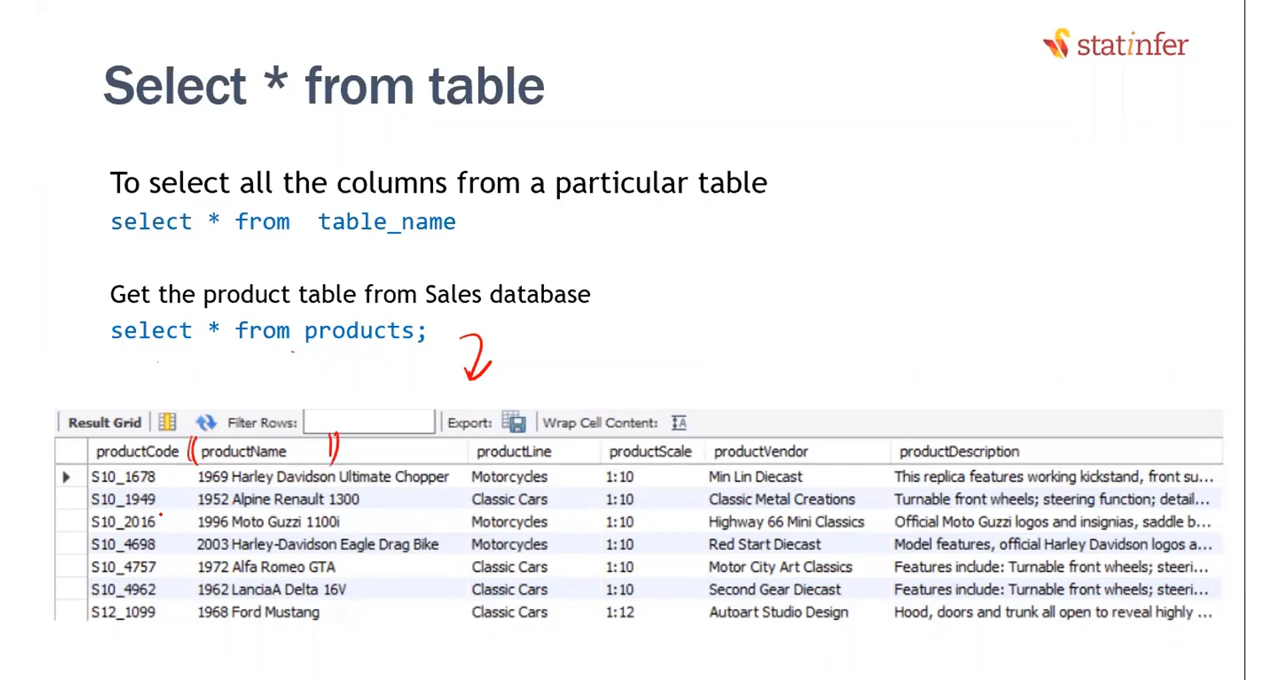 statinfer
Select * from table
To select all the columns from a particular table
select * from table_name
Get the product table from Sales database
select * from products;
Result Grid Filter Rows: Export: Wrap Cell Content:
productCode productName productLine productScale productVendor productDescription
S10_1678 1969 Harley Davidson Ultimate Chopper Motorcycles 1:10 Min Lin Diecast This replica features working kickstand, front su...
S10_1949 1952 Alpine Renault 1300 Classic Cars 1:10 Classic Metal Creations Turnable front wheels; steering function; detail...
S10_2016 1996 Moto Guzzi 1100i Motorcycles 1:10 Highway 66 Mini Classics Official Moto Guzzi logos and insignias, saddle b...
S10_4698 2003 Harley-Davidson Eagle Drag Bike Motorcycles 1:10 Red Start Diecast Model features, official Harley Davidson logos a...
S10_4757 1972 Alfa Romeo GTA Classic Cars 1:10 Motor City Art Classics Features include: Turnable front wheels; steeri...
S10_4962 1962 LanciaA Delta 16V Classic Cars 1:10 Second Gear Diecast Features include: Turnable front wheels; steeri...
S12_1099 1968 Ford Mustang Classic Cars 1:12 Autoart Studio Design Hood, doors and trunk all open to reveal highly ...